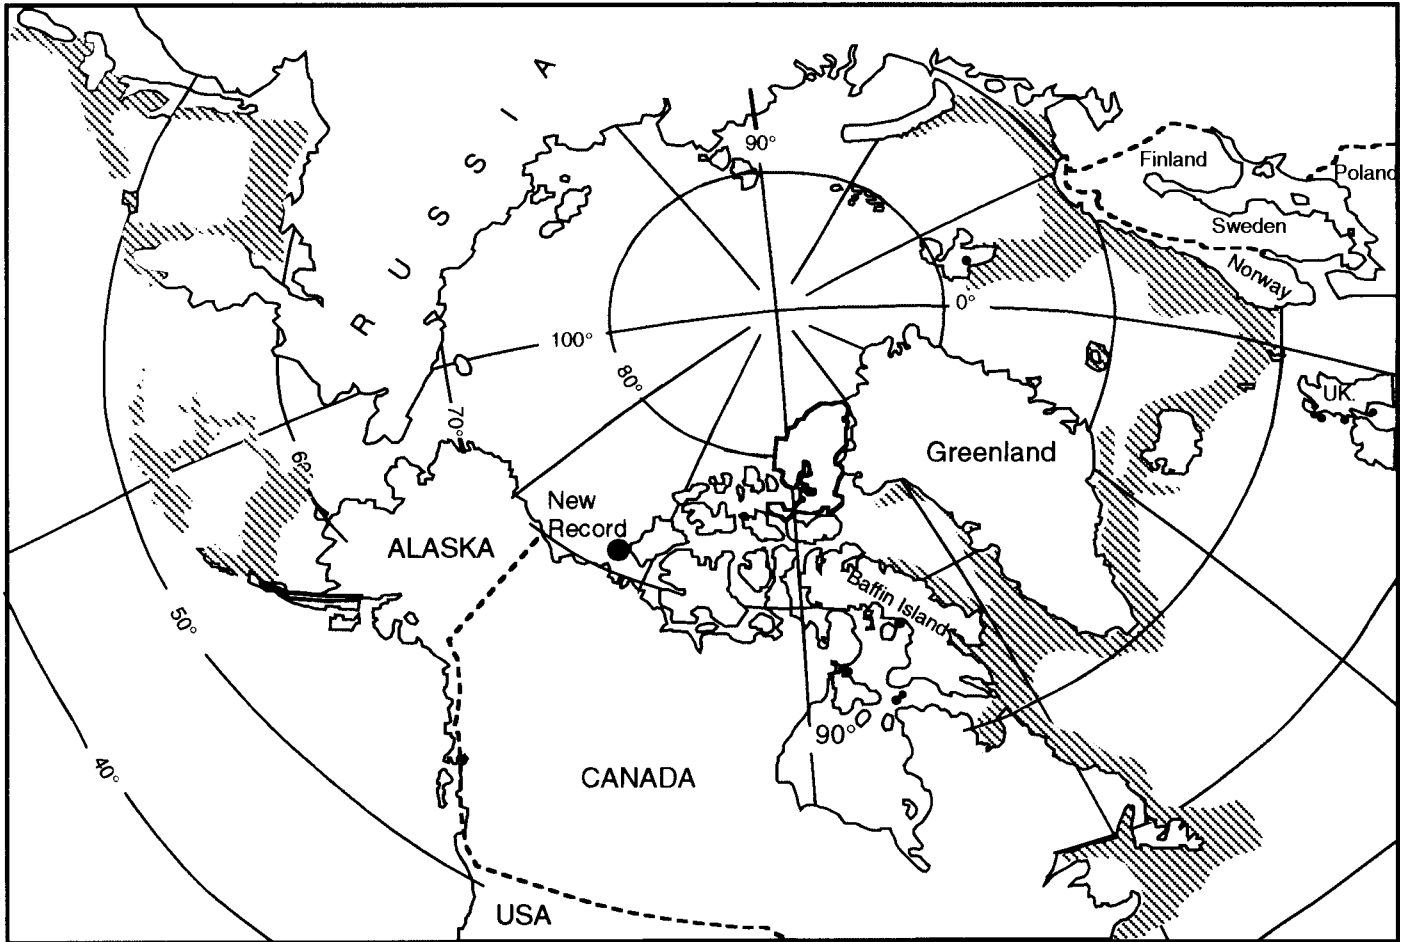 R U S S I A
90°
Finland
Poland
Sweden
Norway
0°
100°
80°
UK.
70°
Greenland
60°
New
Record
ALASKA
Baffin Island
50°
90°
40°
CANADA
USA